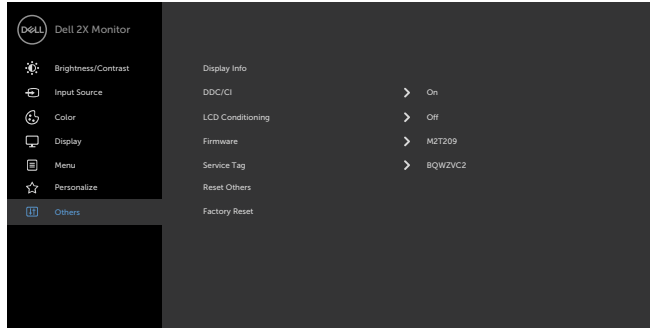 DELL Dell 2X Monitor
Brightness/Contrast
Input Source
Color
Display
Menu
Personalize
Others
Display Info
DDC/CI On
LCD Conditioning Off
Firmware M2T209
Service Tag BQWZVC2
Reset Others
Factory Reset